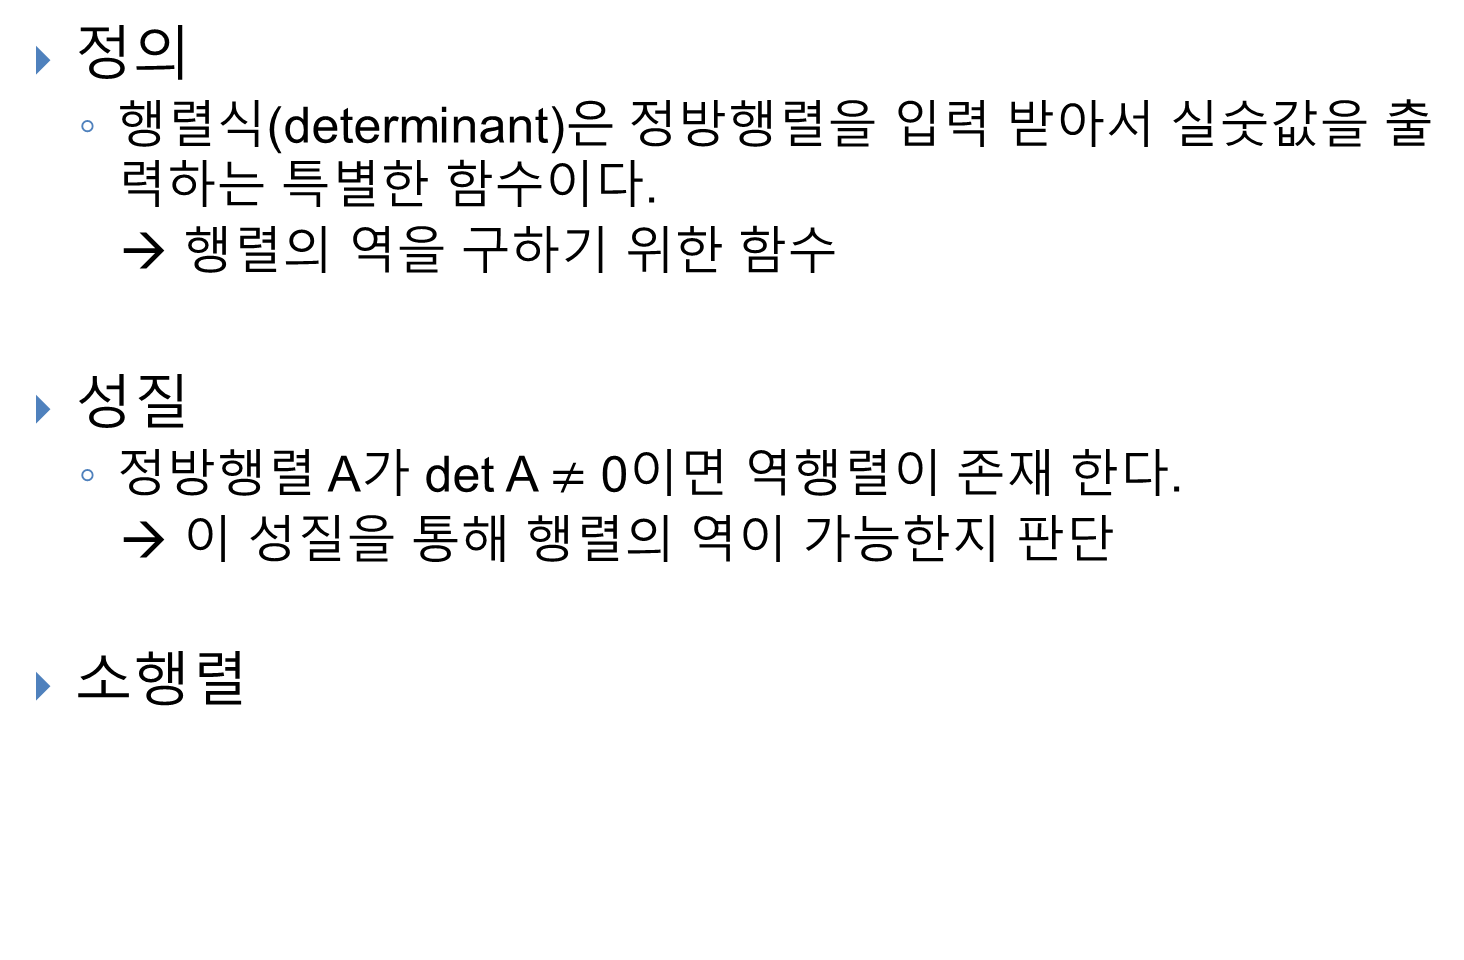 정의
행렬식(determinant)은 정방행렬을 입력 받아서 실숫값을 출
력하는 특별한 함수이다.
→ 행렬의 역을 구하기 위한 함수
성질
정방행렬 A가 det A ≠ 0이면 역행렬이 존재 한다.
→ 이 성질을 통해 행렬의 역이 가능한지 판단
소행렬